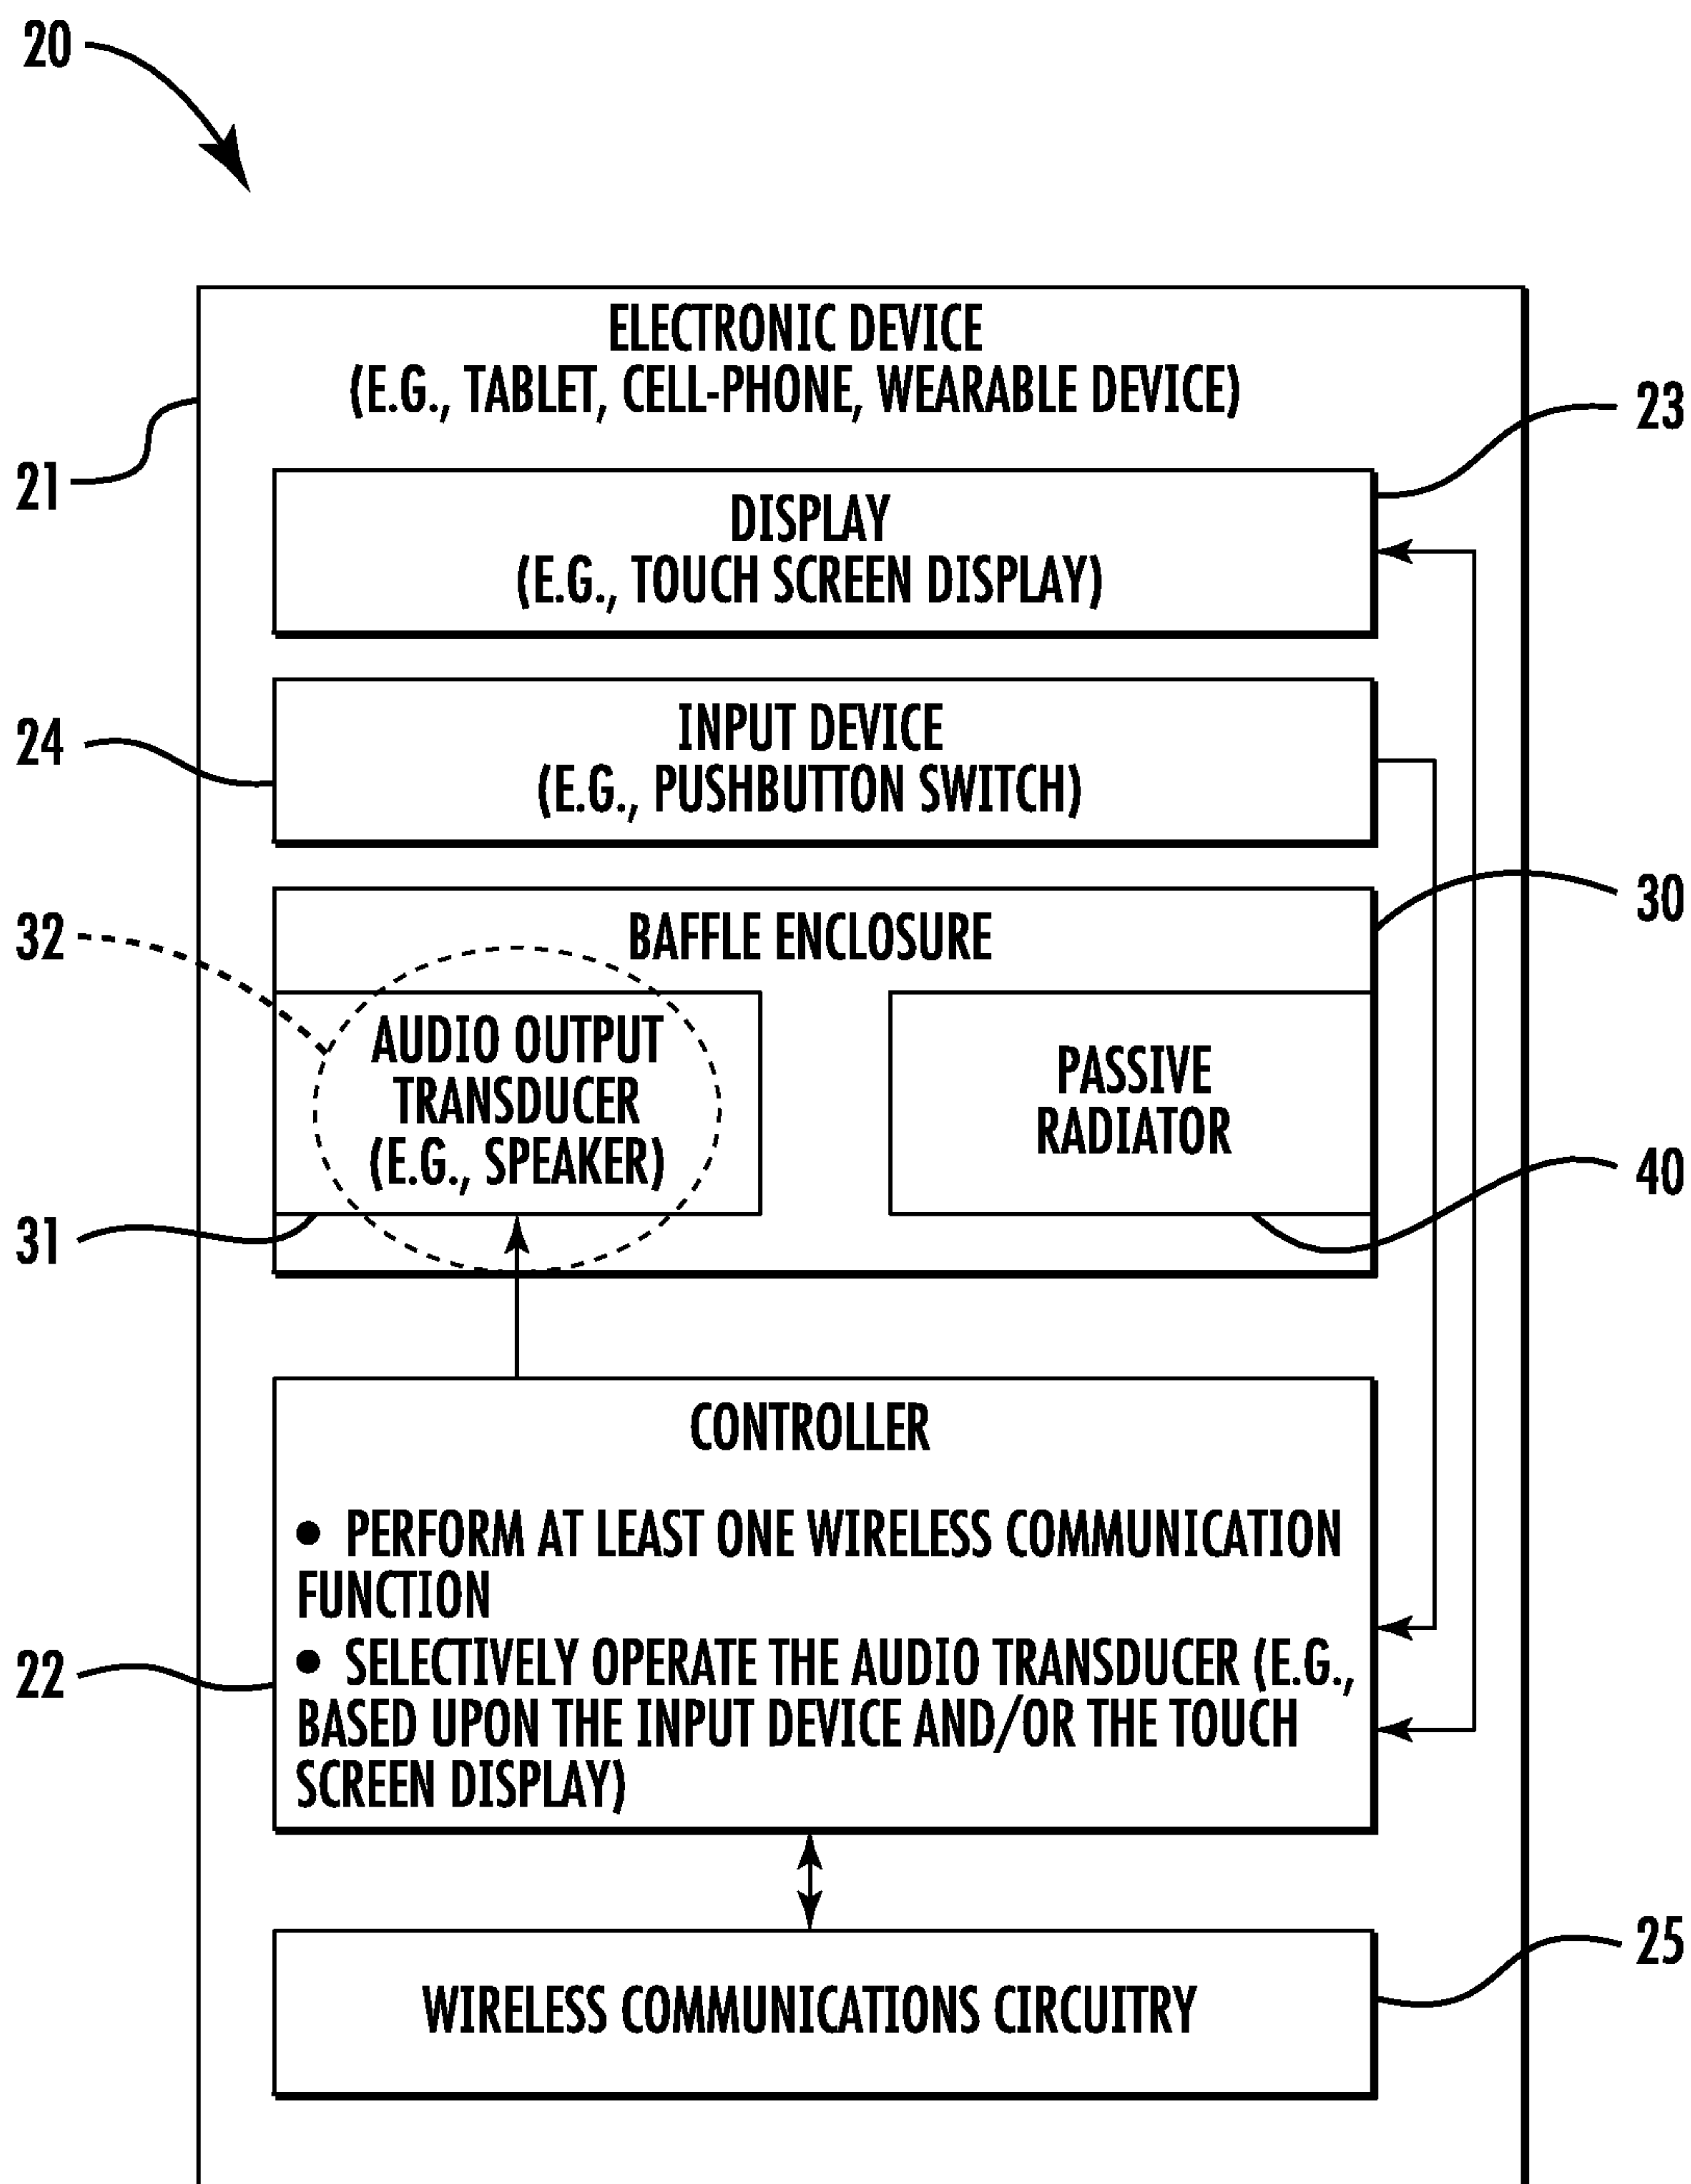 20
ELECTRONIC DEVICE
(E.G., TABLET, CELL-PHONE, WEARABLE DEVICE)
23
21
DISPLAY
(E.G., TOUCH SCREEN DISPLAY)
24
INPUT DEVICE
(E.G., PUSHBUTTON SWITCH)
30
32
BAFFLE ENCLOSURE
AUDIO OUTPUT
TRANSDUCER
(E.G., SPEAKER)
PASSIVE
RADIATOR
40
31
CONTROLLER
● PERFORM AT LEAST ONE WIRELESS COMMUNICATION
FUNCTION
● SELECTIVELY OPERATE THE AUDIO TRANSDUCER (E.G.,
BASED UPON THE INPUT DEVICE AND/OR THE TOUCH
SCREEN DISPLAY)
22
25
WIRELESS COMMUNICATIONS CIRCUITRY